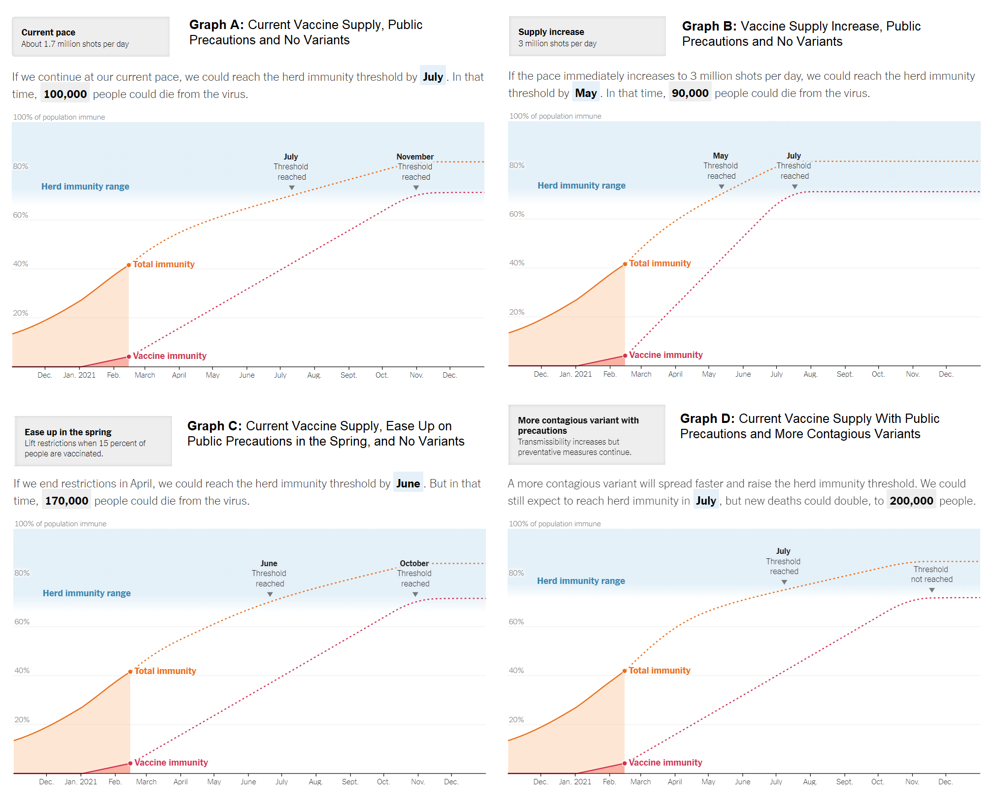 Current pace
About 1.7 million shots per day
Graph A: Current Vaccine Supply, Public
Precautions and No Variants
If we continue at our current pace, we could reach the herd immunity threshold by July. In that
time, 100,000 people could die from the virus.
100% of population immune
80%
Herd immunity range
60%
40%
20%
July
Threshold
reached
November
Threshold
reached
Total immunity
Vaccine immunity
Dec. Jan. 2021 Feb. March April May June July Aug. Sept. Oct. Nov. Dec.
Supply increase
3 million shots per day
Graph B: Vaccine Supply Increase, Public
Precautions and No Variants
If the pace immediately increases to 3 million shots per day, we could reach the herd immunity
threshold by May. In that time, 90,000 people could die from the virus.
100% of population immune
80%
Herd immunity range
60%
40%
20%
May
Threshold
reached
July
Threshold
reached
Total immunity
Vaccine immunity
Dec. Jan. 2021 Feb. March April May June July Aug. Sept. Oct. Nov. Dec.
Ease up in the spring
Lift restrictions when 15 percent of
people are vaccinated.
Graph C: Current Vaccine Supply, Ease Up on
Public Precautions in the Spring, and No Variants
If we end restrictions in April, we could reach the herd immunity threshold by June. But in that
time, 170,000 people could die from the virus.
100% of population immune
80%
Herd immunity range
60%
40%
20%
June
Threshold
reached
October
Threshold
reached
Total immunity
Vaccine immunity
Dec. Jan. 2021 Feb. March April May June July Aug. Sept. Oct. Nov. Dec.
More contagious variant with
precautions
Transmissibility increases but
preventative measures continue.
Graph D: Current Vaccine Supply With Public
Precautions and More Contagious Variants
A more contagious variant will spread faster and raise the herd immunity threshold. We could
still expect to reach herd immunity in July, but new deaths could double, to 200,000 people.
100% of population immune
80%
Herd immunity range
60%
40%
20%
July
Threshold
reached
Threshold
not reached
Total immunity
Vaccine immunity
Dec. Jan. 2021 Feb. March April May June July Aug. Sept. Oct. Nov. Dec.